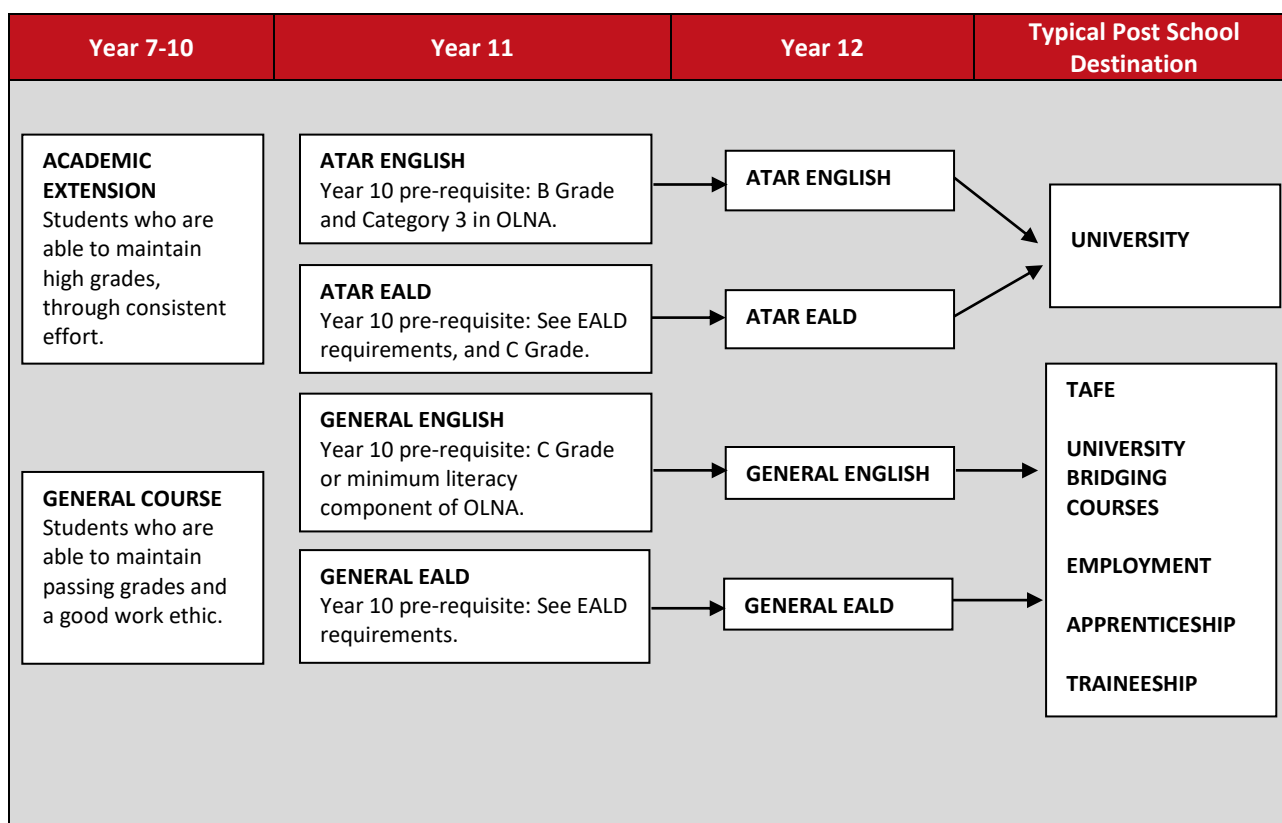 Year 7-10
Year 11
Year 12
Typical Post School
Destination
ACADEMIC
EXTENSION
Students who are
able to maintain
high grades,
through consistent
effort.
GENERAL COURSE
Students who are
able to maintain
passing grades and
a good work ethic.
ATAR ENGLISH
Year 10 pre-requisite: B Grade
and Category 3 in OLNA.
ATAR EALD
Year 10 pre-requisite: See EALD
requirements, and C Grade.
GENERAL ENGLISH
Year 10 pre-requisite: C Grade
or minimum literacy
component of OLNA.
GENERAL EALD
Year 10 pre-requisite: See EALD
requirements.
ATAR ENGLISH
ATAR EALD
GENERAL ENGLISH
GENERAL EALD
UNIVERSITY
TAFE
UNIVERSITY
BRIDGING
COURSES
EMPLOYMENT
APPRENTICESHIP
TRAINEESHIP